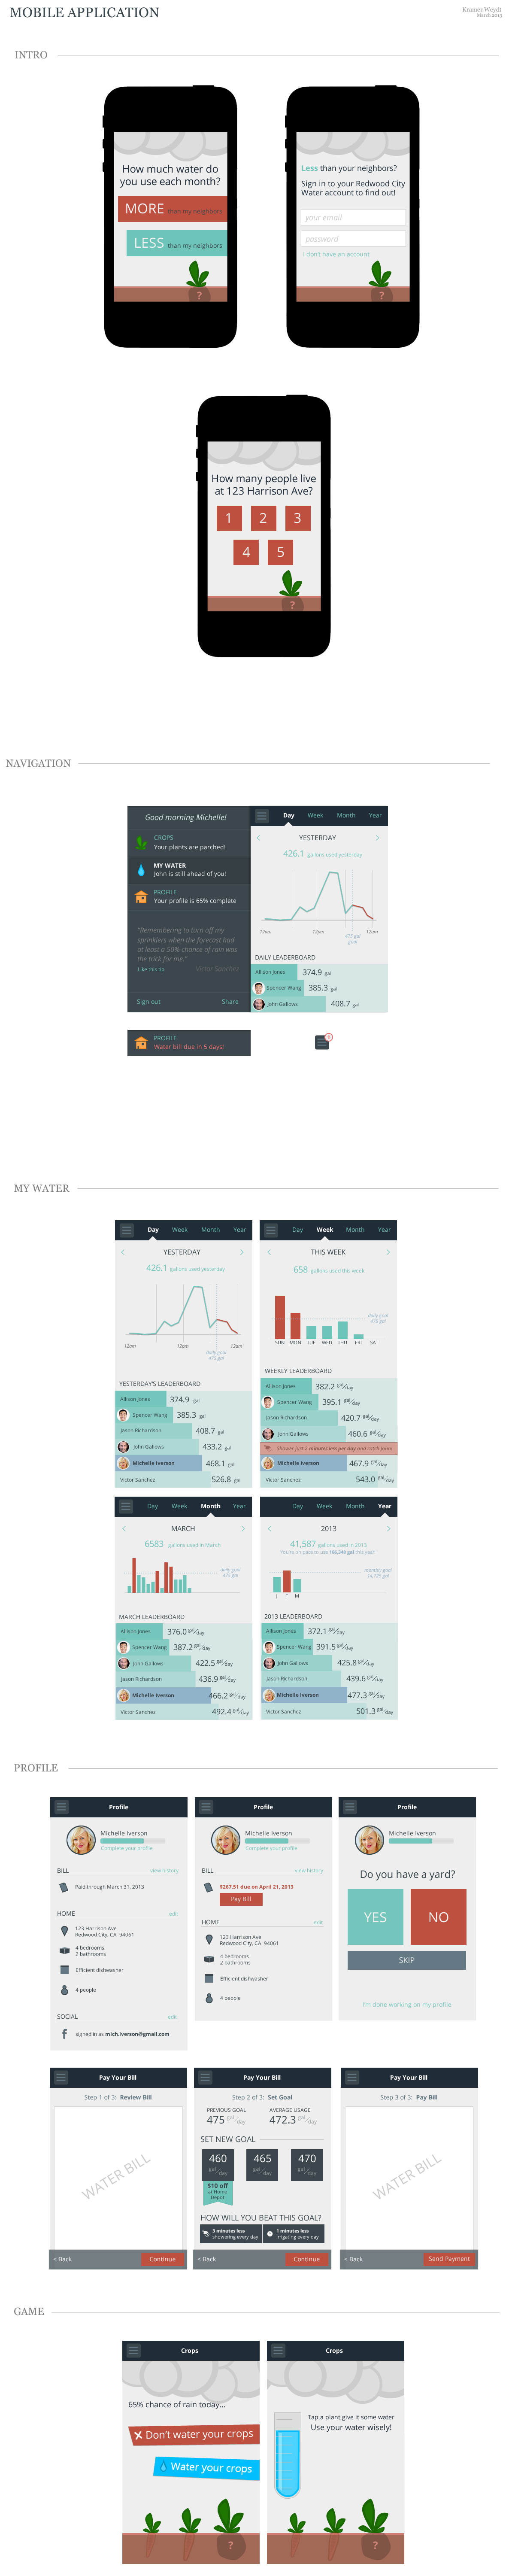 MOBILE APPLICATION
Kramer Weydt
March 2013
INTRO
How much water do
you use each month?
MORE than my neighbors
LESS than my neighbors
?
Less than your neighbors?
Sign in to your Redwood City
Water account to find out!
your email
password
I don't have an account
?
How many people live
at 123 Harrison Ave?
1 2 3
4 5
?
NAVIGATION
Good morning Michelle!
CROPS
Your plants are parched!
MY WATER
John is still ahead of you!
PROFILE
Your profile is 65% complete
"Remembering to turn off my
sprinklers when the forecast had
at least a 50% chance of rain was
the trick for me."
Like this tip
Victor Sanchez
Sign out
Share
Day Week Month Year
< YESTERDAY >
426.1 gallons used yesterday
12am 12pm 12am
475 gal
goal
DAILY LEADERBOARD
Allison Jones 374.9 gal
Spencer Wang 385.3 gal
John Gallows 408.7 gal
PROFILE
Water bill due in 5 days!
1
MY WATER
Day Week Month Year
< YESTERDAY >
426.1 gallons used yesterday
12am 12pm 12am
daily goal
475 gal
YESTERDAY'S LEADERBOARD
Allison Jones 374.9 gal
Spencer Wang 385.3 gal
Jason Richardson 408.7 gal
John Gallows 433.2 gal
Michelle Iverson 468.1 gal
Victor Sanchez 526.8 gal
Day Week Month Year
< THIS WEEK >
658 gallons used this week
daily goal
475 gal
SUN MON TUE WED THU FRI SAT
WEEKLY LEADERBOARD
Allison Jones 382.2 gal/day
Spencer Wang 395.1 gal/day
Jason Richardson 420.7 gal/day
John Gallows 460.6 gal/day
Shower just 2 minutes less per day and catch John!
Michelle Iverson 467.9 gal/day
Victor Sanchez 543.0 gal/day
Day Week Month Year
< MARCH >
6583 gallons used in March
daily goal
475 gal
MARCH LEADERBOARD
Allison Jones 376.0 gal/day
Spencer Wang 387.2 gal/day
John Gallows 422.5 gal/day
Jason Richardson 436.9 gal/day
Michelle Iverson 466.2 gal/day
Victor Sanchez 492.4 gal/day
Day Week Month Year
< 2013 >
41,587 gallons used in 2013
You're on pace to use 166,348 gal this year!
monthly goal
14,725 gal
J F M
2013 LEADERBOARD
Allison Jones 372.1 gal/day
Spencer Wang 391.5 gal/day
John Gallows 425.8 gal/day
Jason Richardson 439.6 gal/day
Michelle Iverson 477.3 gal/day
Victor Sanchez 501.3 gal/day
PROFILE
Profile
Michelle Iverson
Complete your profile
BILL view history
Paid through March 31, 2013
HOME edit
123 Harrison Ave
Redwood City, CA 94061
4 bedrooms
2 bathrooms
Efficient dishwasher
4 people
SOCIAL edit
f signed in as mich.iverson@gmail.com
Profile
Michelle Iverson
Complete your profile
BILL view history
$267.51 due on April 21, 2013
Pay Bill
HOME edit
123 Harrison Ave
Redwood City, CA 94061
4 bedrooms
2 bathrooms
Efficient dishwasher
4 people
Profile
Michelle Iverson
Do you have a yard?
YES NO
SKIP
I'm done working on my profile
Pay Your Bill
Step 1 of 3: Review Bill
WATER BILL
< Back Continue
Pay Your Bill
Step 2 of 3: Set Goal
PREVIOUS GOAL AVERAGE USAGE
475 gal/day 472.3 gal/day
SET NEW GOAL
460 gal/day 465 gal/day 470 gal/day
$10 off
at Home
Depot
HOW WILL YOU BEAT THIS GOAL?
3 minutes less
showering every day
1 minutes less
irrigating every day
< Back Continue
Pay Your Bill
Step 3 of 3: Pay Bill
WATER BILL
< Back Send Payment
GAME
Crops
65% chance of rain today...
Don't water your crops
Water your crops
?
Crops
Tap a plant give it some water
Use your water wisely!
?